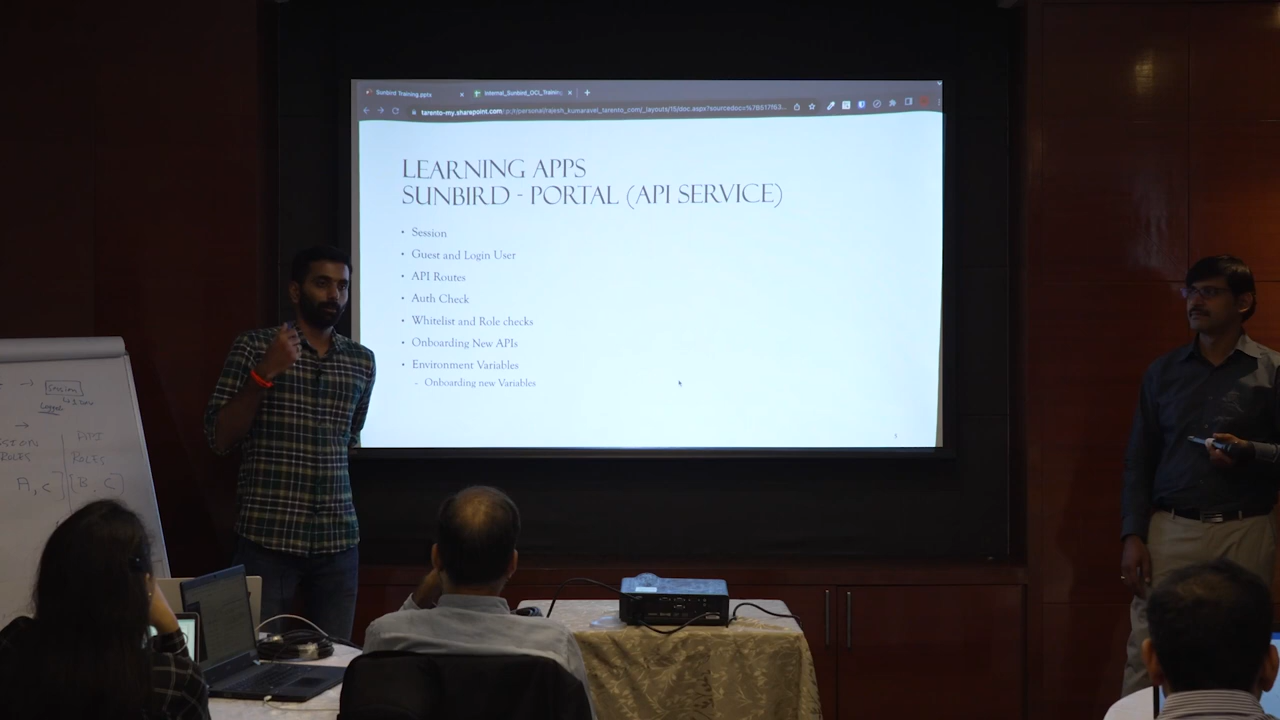 Sunbird Training.pptx
Internal_Sunbird_OCI_Training
LEARNING APPS
SUNBIRD - PORTAL (API SERVICE)
• Session
• Guest and Login User
• API Routes
• Auth Check
• Whitelist and Role checks
• Onboarding New APIs
• Environment Variables
- Onboarding new Variables
Session
API
ROLES
A, C
[B, C]